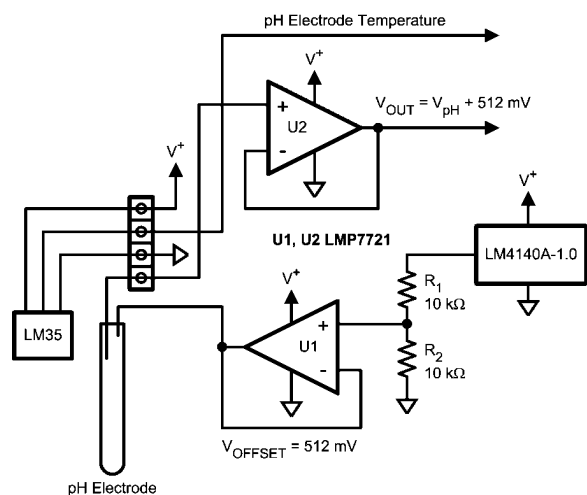 pH Electrode Temperature
V+
+
U2
-
VOUT = VpH + 512 mV
V+
V+
U1, U2 LMP7721
LM4140A-1.0
V+
R1
10 kΩ
+
U1
-
R2
10 kΩ
LM35
VOFFSET = 512 mV
pH Electrode